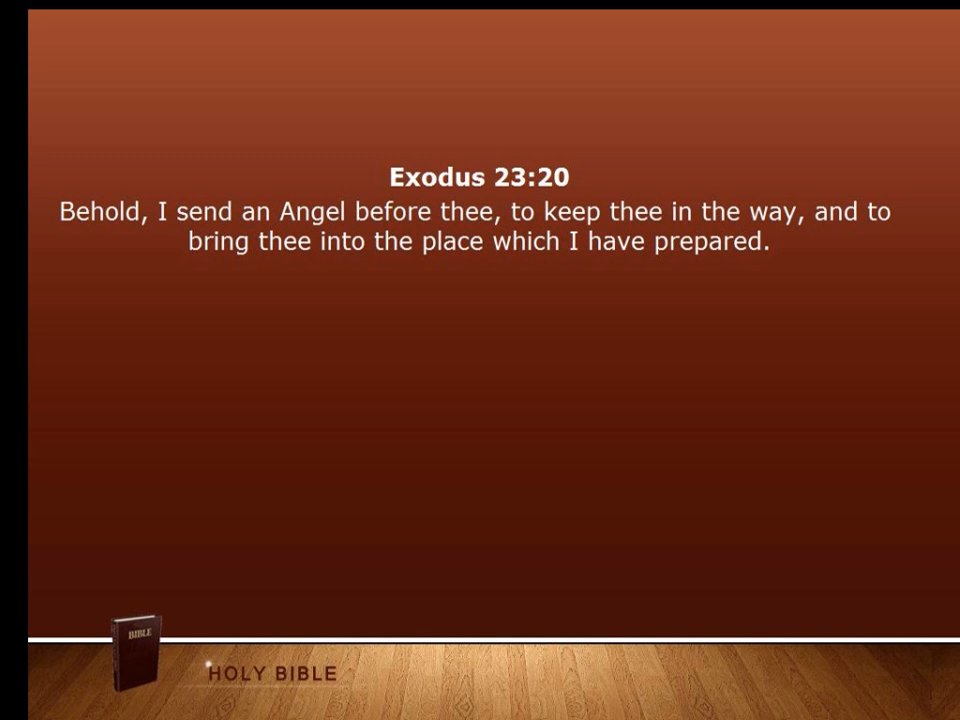 Exodus 23:20
Behold, I send an Angel before thee, to keep thee in the way, and to
bring thee into the place which I have prepared.
BIBLE
HOLY BIBLE